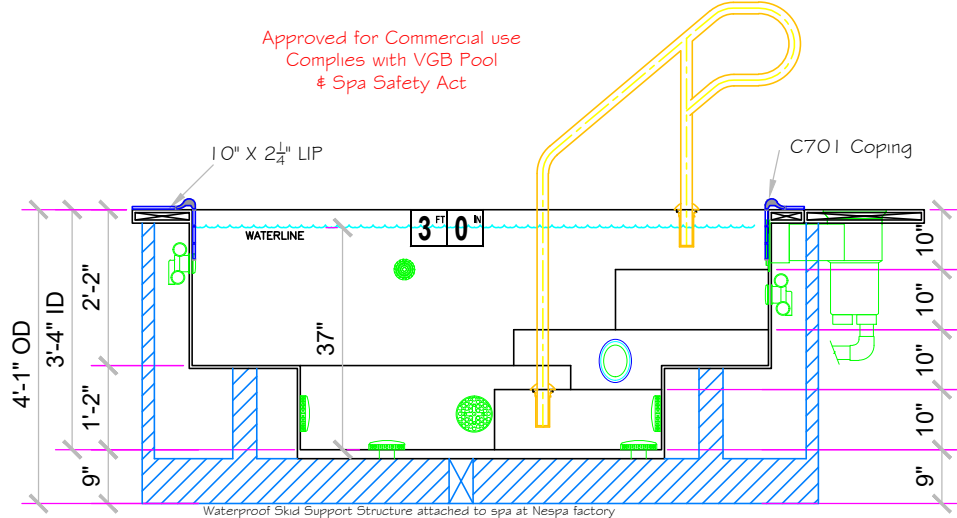 Approved for Commercial use
Complies with VGB Pool
& Spa Safety Act
10" X 2¼" LIP
C701 Coping
3 FT 0 IN
WATERLINE
4'-1" OD
3'-4" ID
2'-2"
1'-2"
9"
37"
10"
10"
10"
10"
9"
Waterproof Skid Support Structure attached to spa at Nespa factory